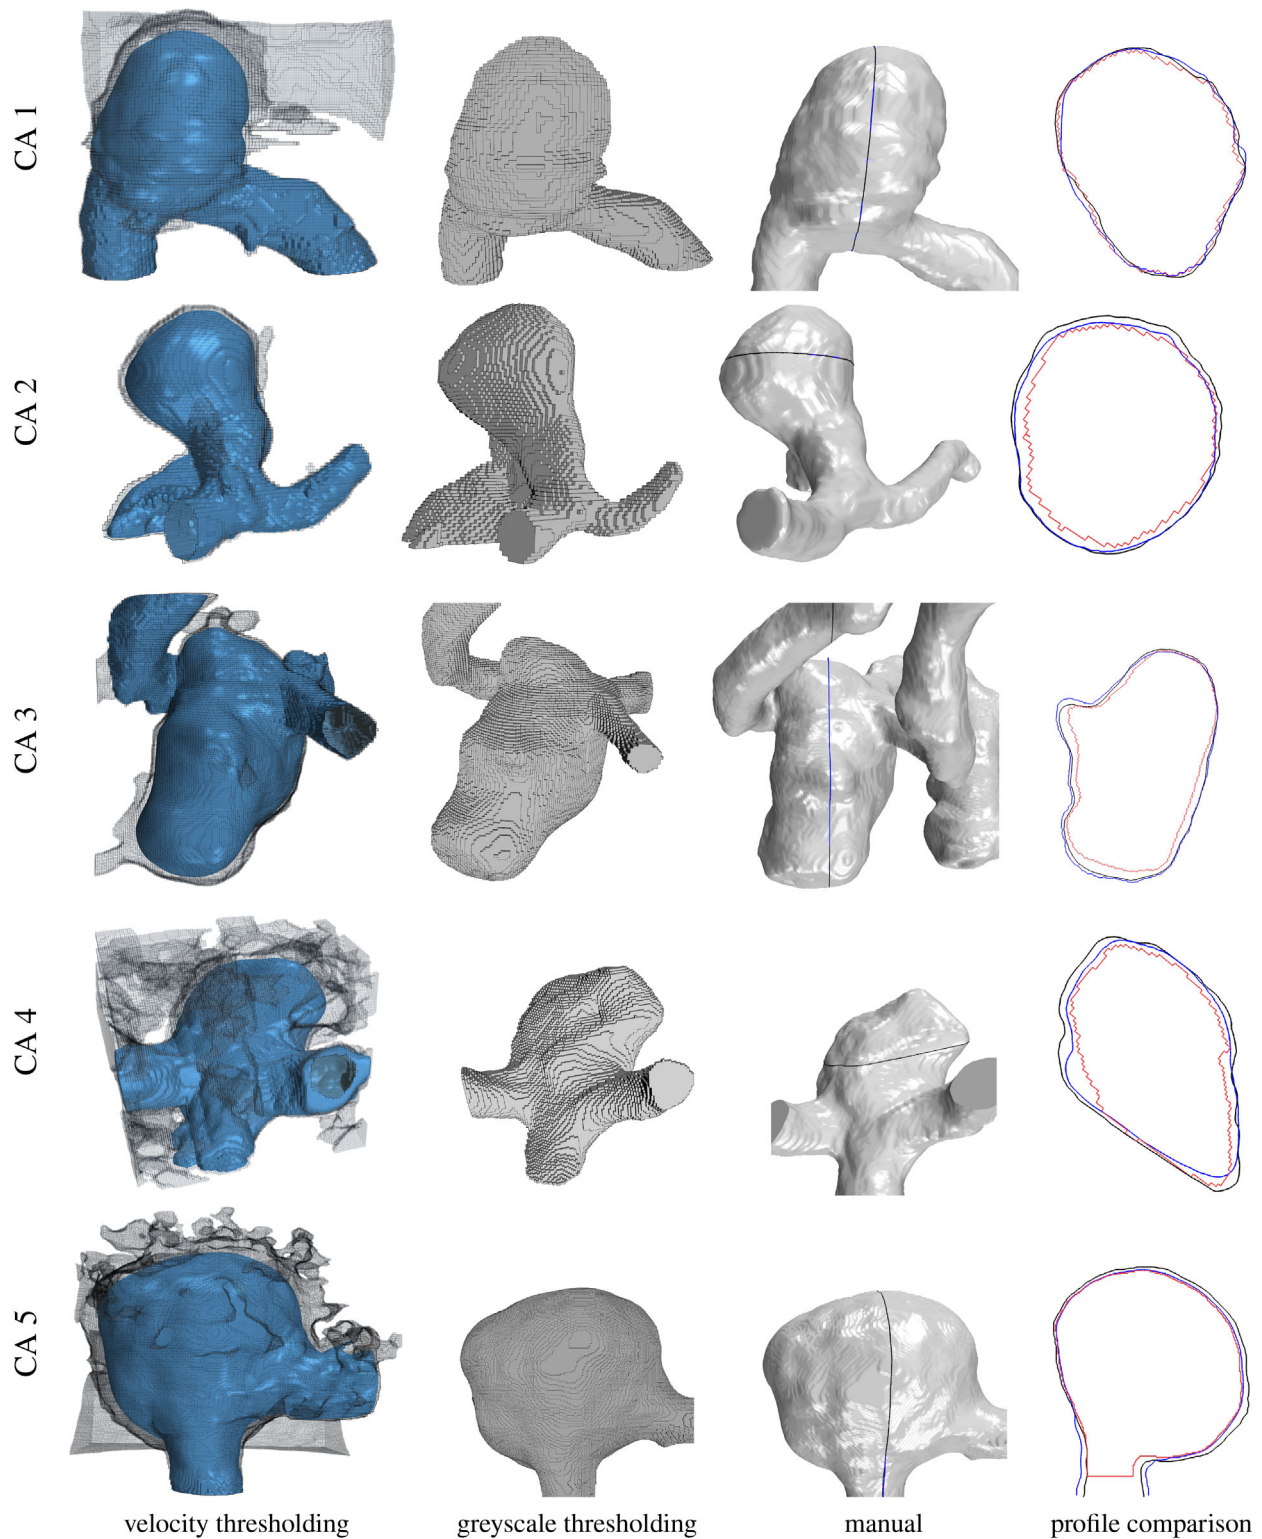 CA 1
CA 2
CA 3
CA 4
CA 5
velocity thresholding greyscale thresholding manual profile comparison